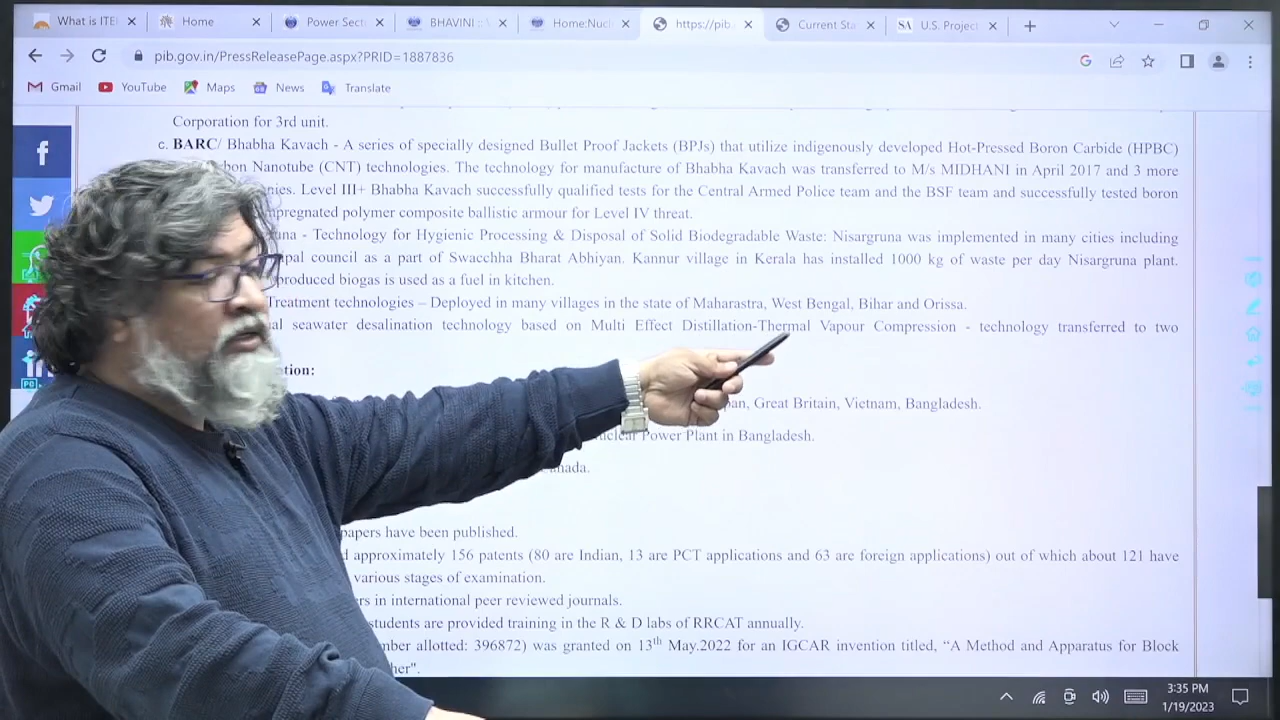 What is ITE
Home
Power Sect
BHAVINI ::
Home:Nucl
https://pib.
Current Sta
SA U.S. Project
pib.gov.in/PressReleasePage.aspx?PRID=1887836
G
Gmail YouTube Maps News Translate
Corporation for 3rd unit.
c. BARC/ Bhabha Kavach - A series of specially designed Bullet Proof Jackets (BPJs) that utilize indigenously developed Hot-Pressed Boron Carbide (HPBC)
Nanotube (CNT) technologies. The technology for manufacture of Bhabha Kavach was transferred to M/s MIDHANI in April 2017 and 3 more
Level III+ Bhabha Kavach successfully qualified tests for the Central Armed Police team and the BSF team and successfully tested boron
mpregnated polymer composite ballistic armour for Level IV threat.
- Technology for Hygienic Processing & Disposal of Solid Biodegradable Waste: Nisargruna was implemented in many cities including
council as a part of Swacchha Bharat Abhiyan. Kannur village in Kerala has installed 1000 kg of waste per day Nisargruna plant.
produced biogas is used as a fuel in kitchen.
Treatment technologies – Deployed in many villages in the state of Maharastra, West Bengal, Bihar and Orissa.
seawater desalination technology based on Multi Effect Distillation-Thermal Vapour Compression - technology transferred to two
tion:
pan, Great Britain, Vietnam, Bangladesh.
Power Plant in Bangladesh.
anada.
papers have been published.
approximately 156 patents (80 are Indian, 13 are PCT applications and 63 are foreign applications) out of which about 121 have
various stages of examination.
in international peer reviewed journals.
students are provided training in the R & D labs of RRCAT annually.
mber allotted: 396872) was granted on 13th May.2022 for an IGCAR invention titled, “A Method and Apparatus for Block
her".
3:35 PM
1/19/2023